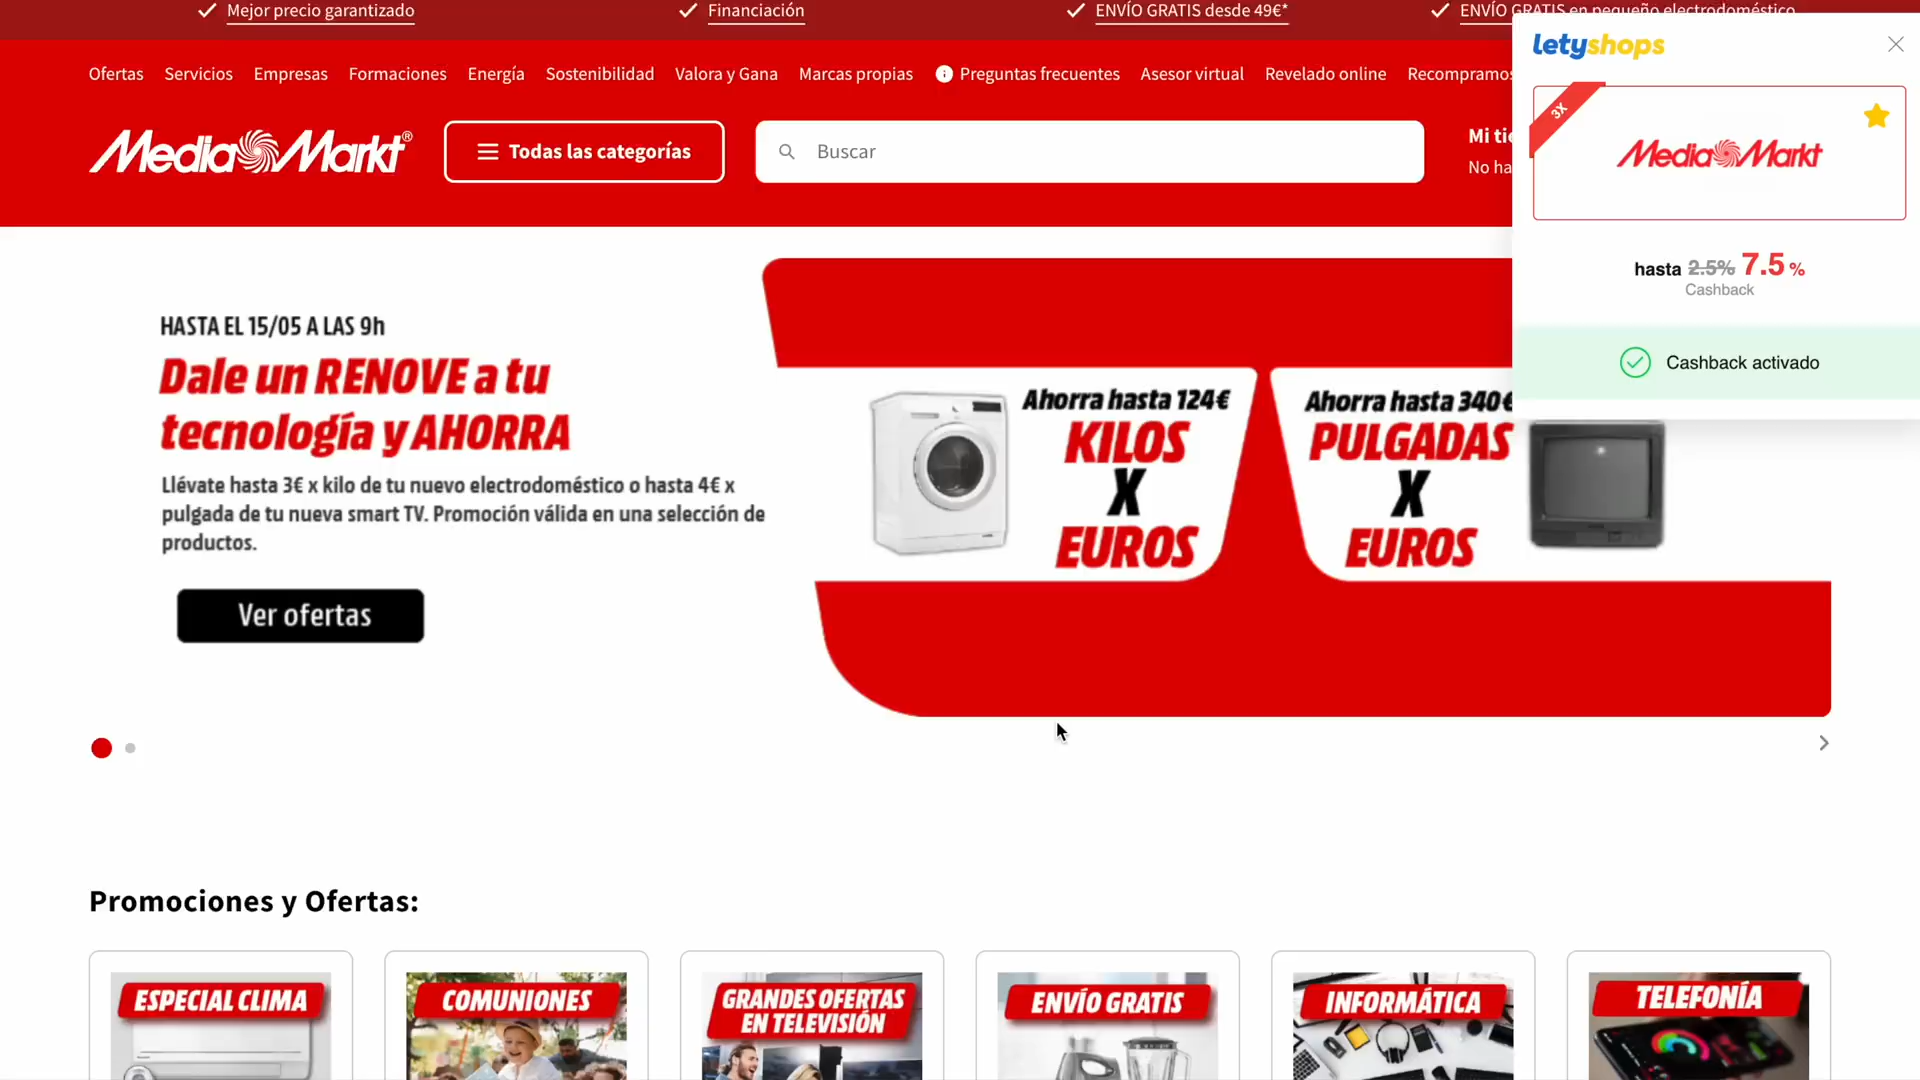 Mejor precio garantizado
Financiación
ENVÍO GRATIS desde 49€*
ENVÍO GRATIS en pequeño electrodoméstico
Ofertas
Servicios
Empresas
Formaciones
Energía
Sostenibilidad
Valora y Gana
Marcas propias
Preguntas frecuentes
Asesor virtual
Revelado online
Recompramos
MediaMarkt®
Todas las categorías
Buscar
Mi tie
No ha
letyshops
3X
MediaMarkt
hasta 2.5% 7.5 %
Cashback
Cashback activado
HASTA EL 15/05 A LAS 9h
Dale un RENOVE a tu
tecnología y AHORRA
Llévate hasta 3€ x kilo de tu nuevo electrodoméstico o hasta 4€ x
pulgada de tu nueva smart TV. Promoción válida en una selección de
productos.
Ver ofertas
Ahorra hasta 124€
KILOS
X
EUROS
Ahorra hasta 340€
PULGADAS
X
EUROS
Promociones y Ofertas:
ESPECIAL CLIMA
COMUNIONES
GRANDES OFERTAS
EN TELEVISIÓN
ENVÍO GRATIS
INFORMÁTICA
TELEFONÍA